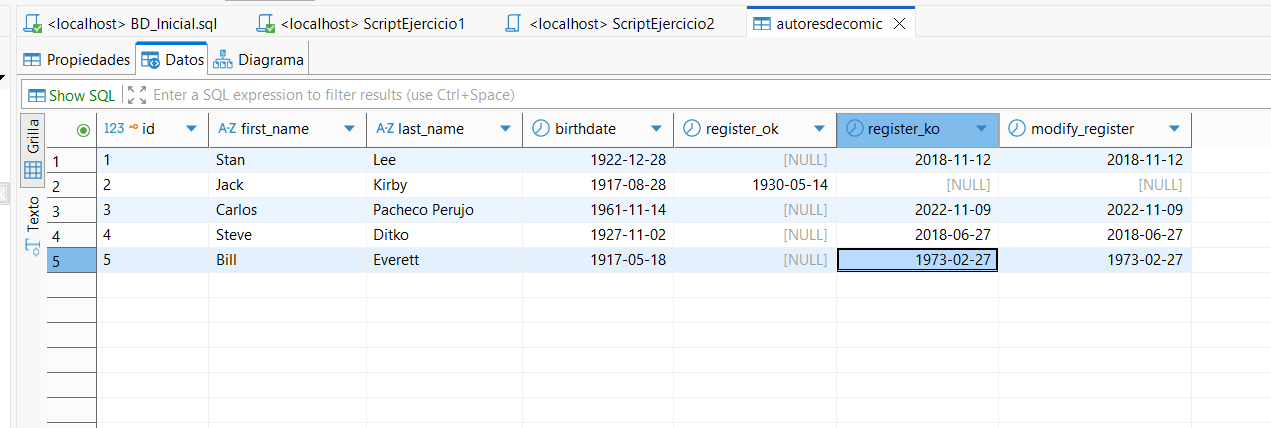 <localhost> BD_Inicial.sql <localhost> ScriptEjercicio1 <localhost> ScriptEjercicio2 autoresdecomic
Propiedades Datos Diagrama
Show SQL Enter a SQL expression to filter results (use Ctrl+Space)
Grilla
Texto
123 id A-Z first_name A-Z last_name birthdate register_ok register_ko modify_register
1 1 Stan Lee 1922-12-28 [NULL] 2018-11-12 2018-11-12
2 2 Jack Kirby 1917-08-28 1930-05-14 [NULL] [NULL]
3 3 Carlos Pacheco Perujo 1961-11-14 [NULL] 2022-11-09 2022-11-09
4 4 Steve Ditko 1927-11-02 [NULL] 2018-06-27 2018-06-27
5 5 Bill Everett 1917-05-18 [NULL] 1973-02-27 1973-02-27